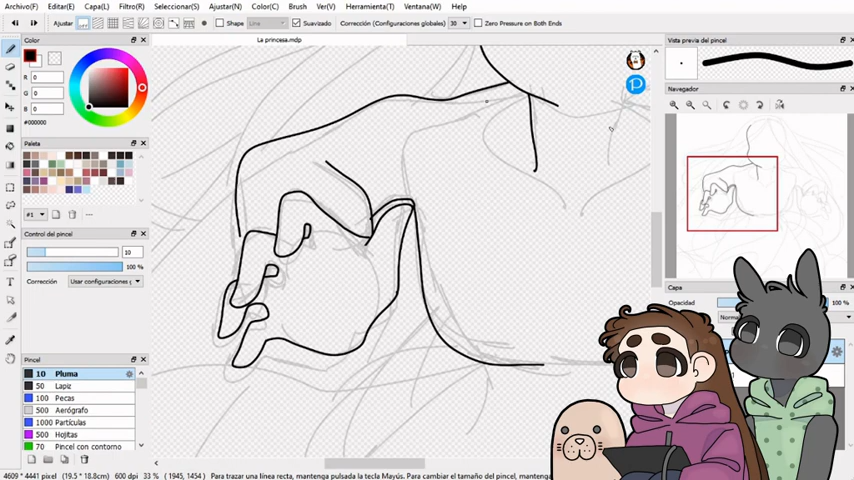 Archivo(S) Editar(E) Capa(L) Filtro(R) Selección(S) Ajustar(N) Color(C) Brush Ver(W) Herramienta(T) Ventana(W) Help
Ajustar Shape Line Suavizado Corrección (Configuraciones globales) 30 Zero Pressure on Both Ends
Color
La princesa.mdp
Vista previa del pincel
R 0
G 0
B 0
#000000
Navegador
Paleta
#1
---
Control del pincel
10
100 %
Corrección Usar configuraciones g
Capa
Opacidad 100 %
Pincel
10 Pluma
50 Lapiz
100 Pecas
500 Aerógrafo
1000 Partículas
500 Hojitas
70 Pincel con contorno
4609 * 4441 píxel (19.5 * 18.8cm) 600 dpi 33 % ( 1945, 1454 ) Para trazar una línea recta, mantenga pulsada la tecla Mayús. Para cambiar el tamaño del pincel, manteng